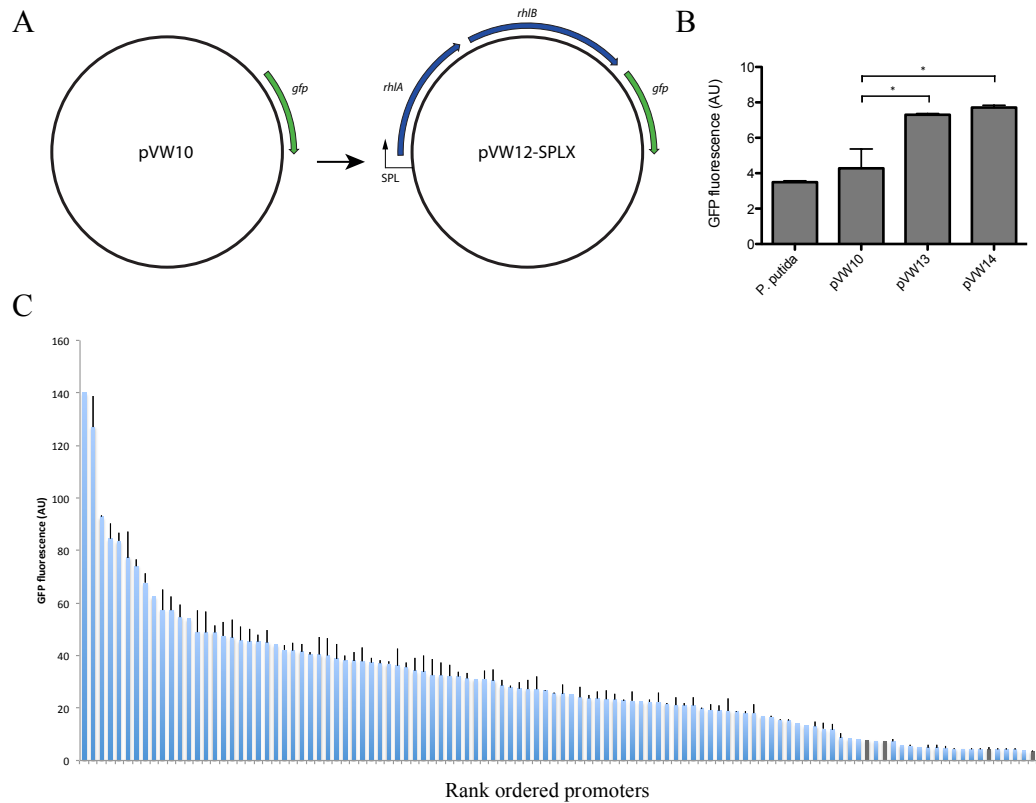 A
pVW10
gfp
rhlA
rhlB
gfp
SPL
pVW12-SPLX
B
GFP fluorescence (AU)
10
8
6
4
2
0
*
*
P. putida
pVW10
pVW13
pVW14
C
GFP fluorescence (AU)
160
140
120
100
80
60
40
20
0
Rank ordered promoters